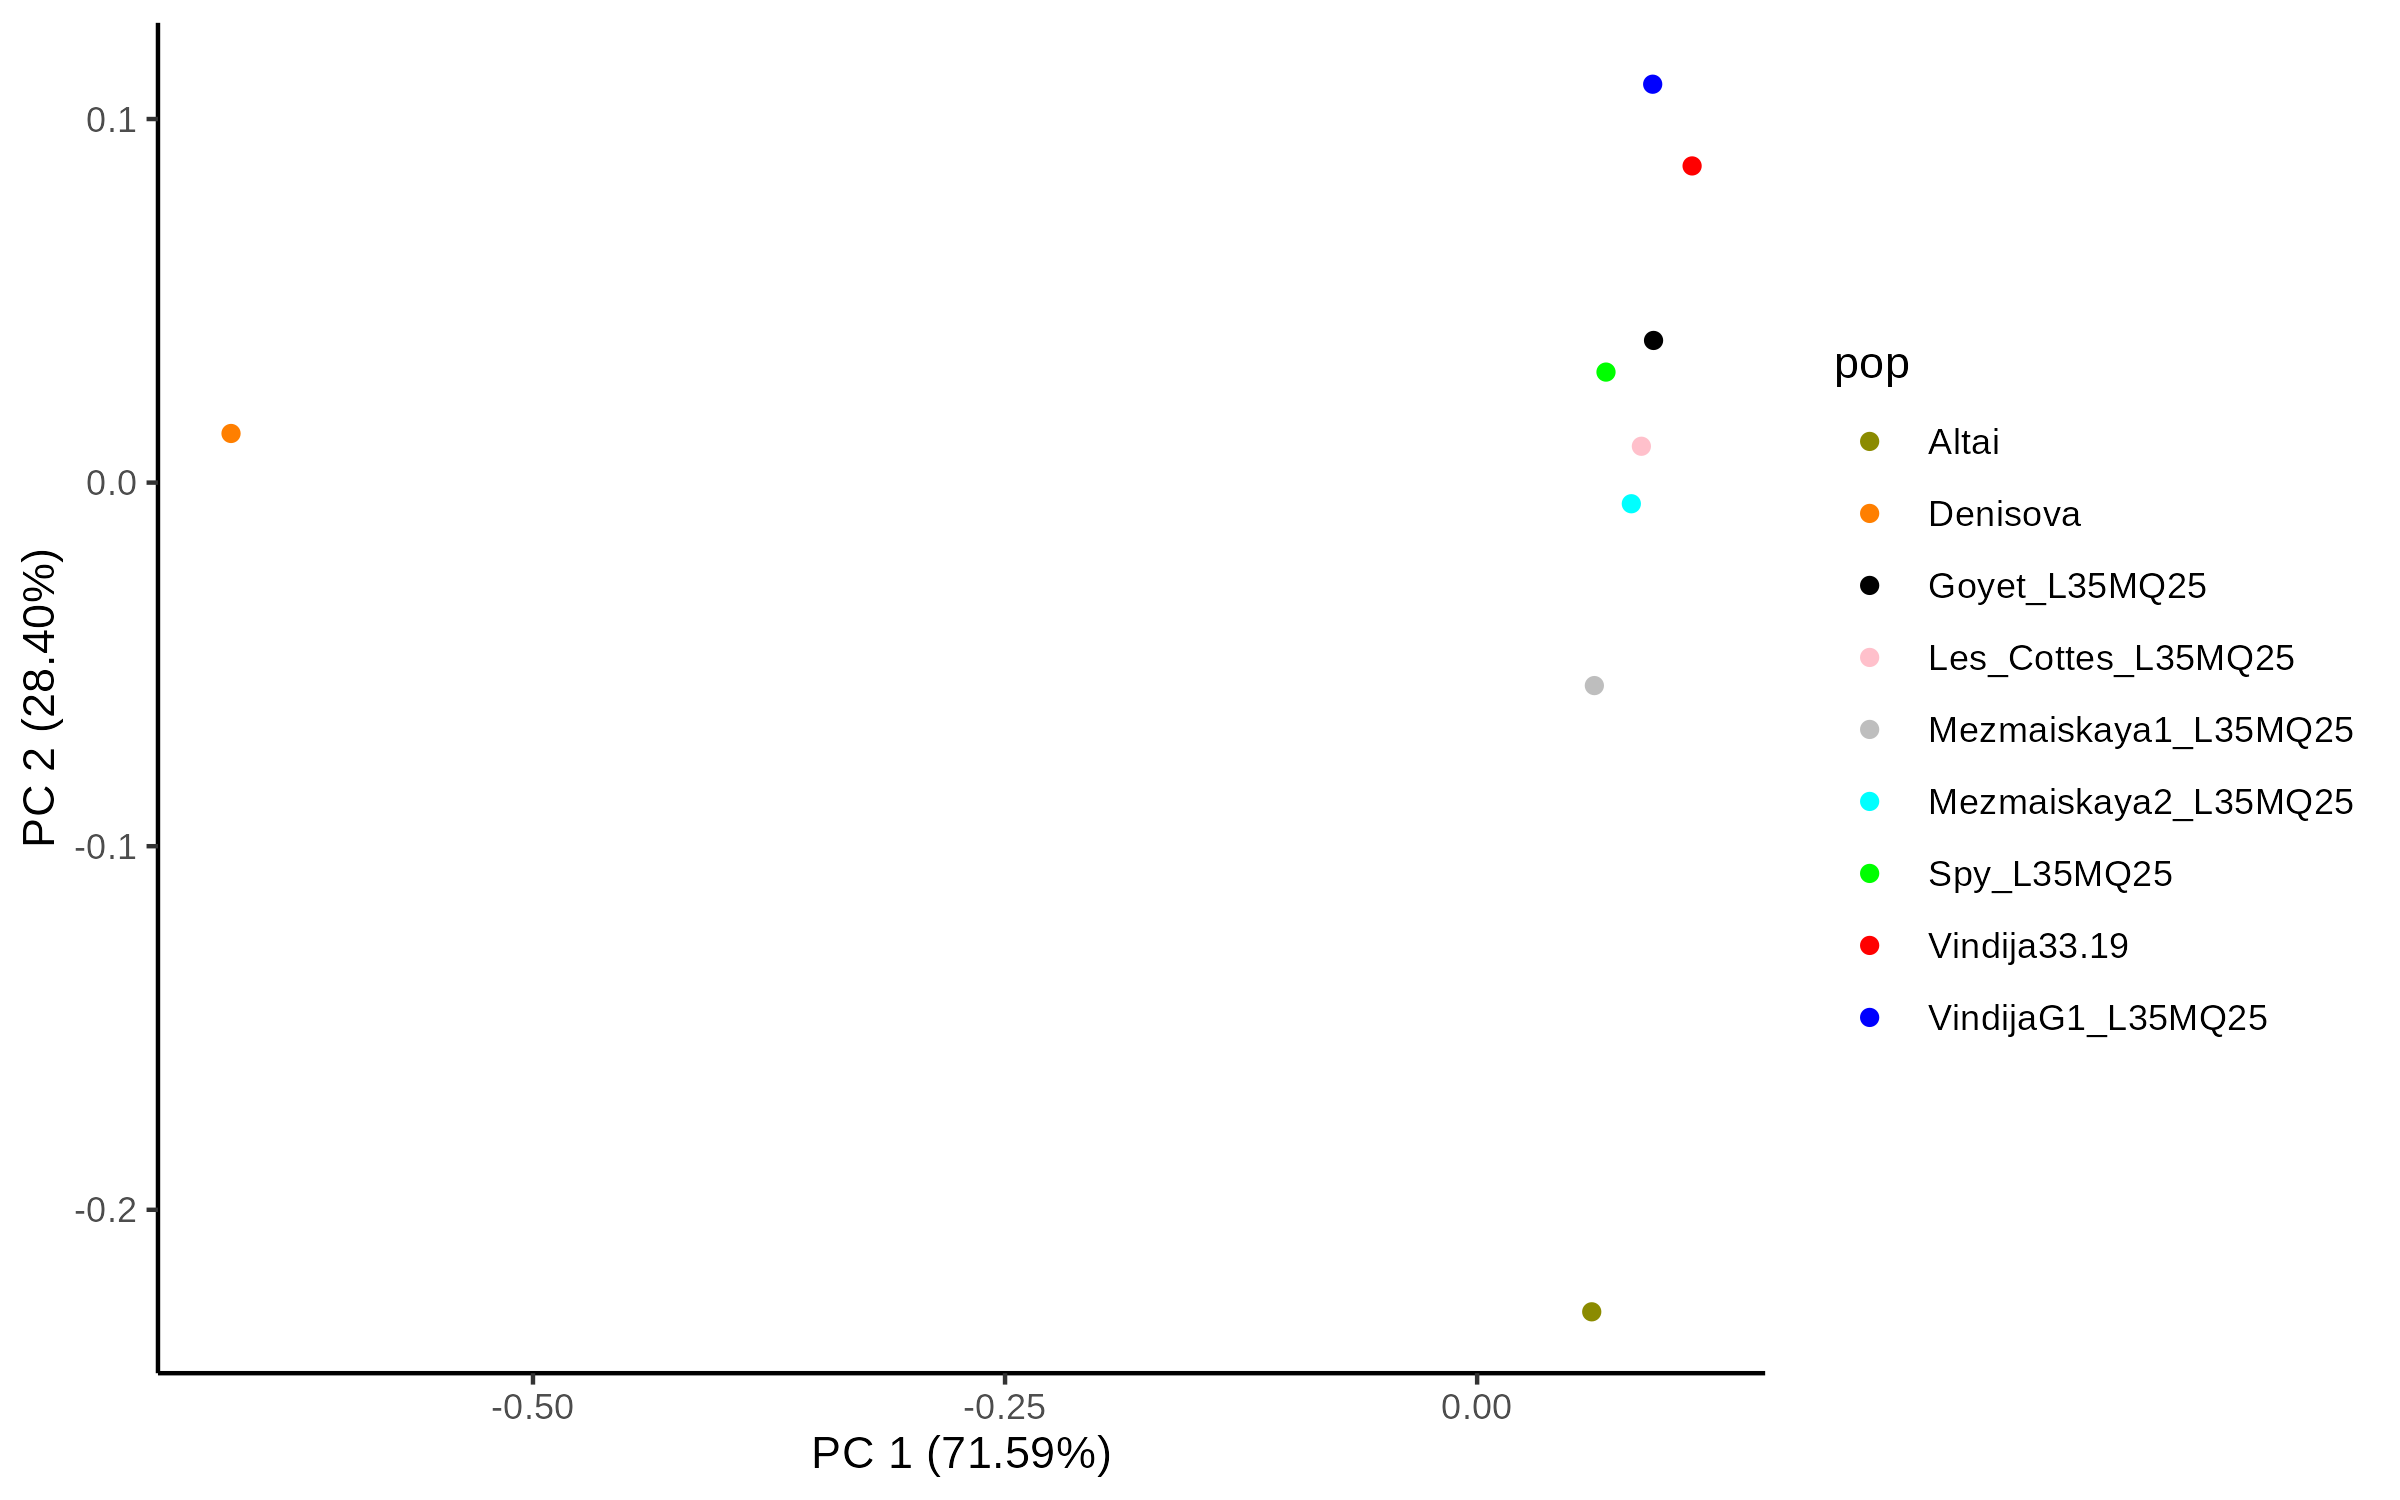 0.1
0.0
-0.1
-0.2
PC 2 (28.40%)
-0.50
-0.25
0.00
PC 1 (71.59%)
pop
Altai
Denisova
Goyet_L35MQ25
Les_Cottes_L35MQ25
Mezmaiskaya1_L35MQ25
Mezmaiskaya2_L35MQ25
Spy_L35MQ25
Vindija33.19
VindijaG1_L35MQ25